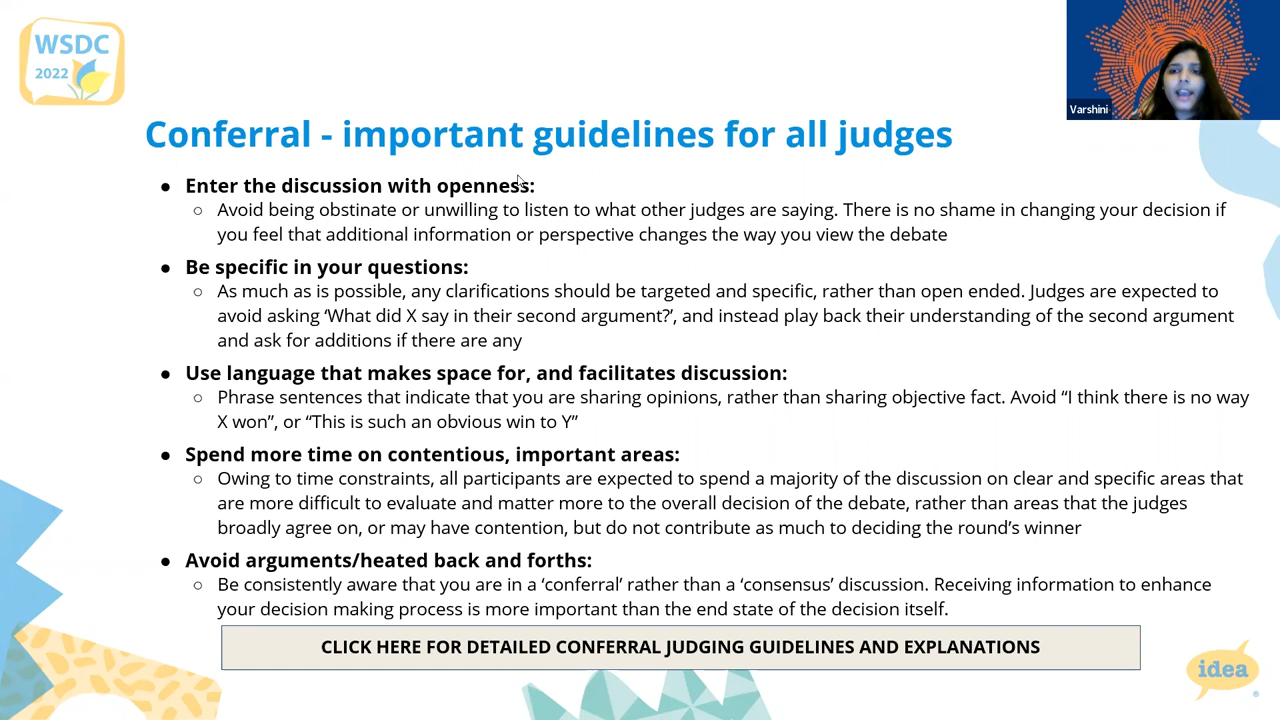 WSDC
2022
Varshini
Conferral - important guidelines for all judges
● Enter the discussion with openness:
○ Avoid being obstinate or unwilling to listen to what other judges are saying. There is no shame in changing your decision if
you feel that additional information or perspective changes the way you view the debate
● Be specific in your questions:
○ As much as is possible, any clarifications should be targeted and specific, rather than open ended. Judges are expected to
avoid asking ‘What did X say in their second argument?’, and instead play back their understanding of the second argument
and ask for additions if there are any
● Use language that makes space for, and facilitates discussion:
○ Phrase sentences that indicate that you are sharing opinions, rather than sharing objective fact. Avoid “I think there is no way
X won”, or “This is such an obvious win to Y”
● Spend more time on contentious, important areas:
○ Owing to time constraints, all participants are expected to spend a majority of the discussion on clear and specific areas that
are more difficult to evaluate and matter more to the overall decision of the debate, rather than areas that the judges
broadly agree on, or may have contention, but do not contribute as much to deciding the round’s winner
● Avoid arguments/heated back and forths:
○ Be consistently aware that you are in a ‘conferral’ rather than a ‘consensus’ discussion. Receiving information to enhance
your decision making process is more important than the end state of the decision itself.
CLICK HERE FOR DETAILED CONFERRAL JUDGING GUIDELINES AND EXPLANATIONS
idea
®